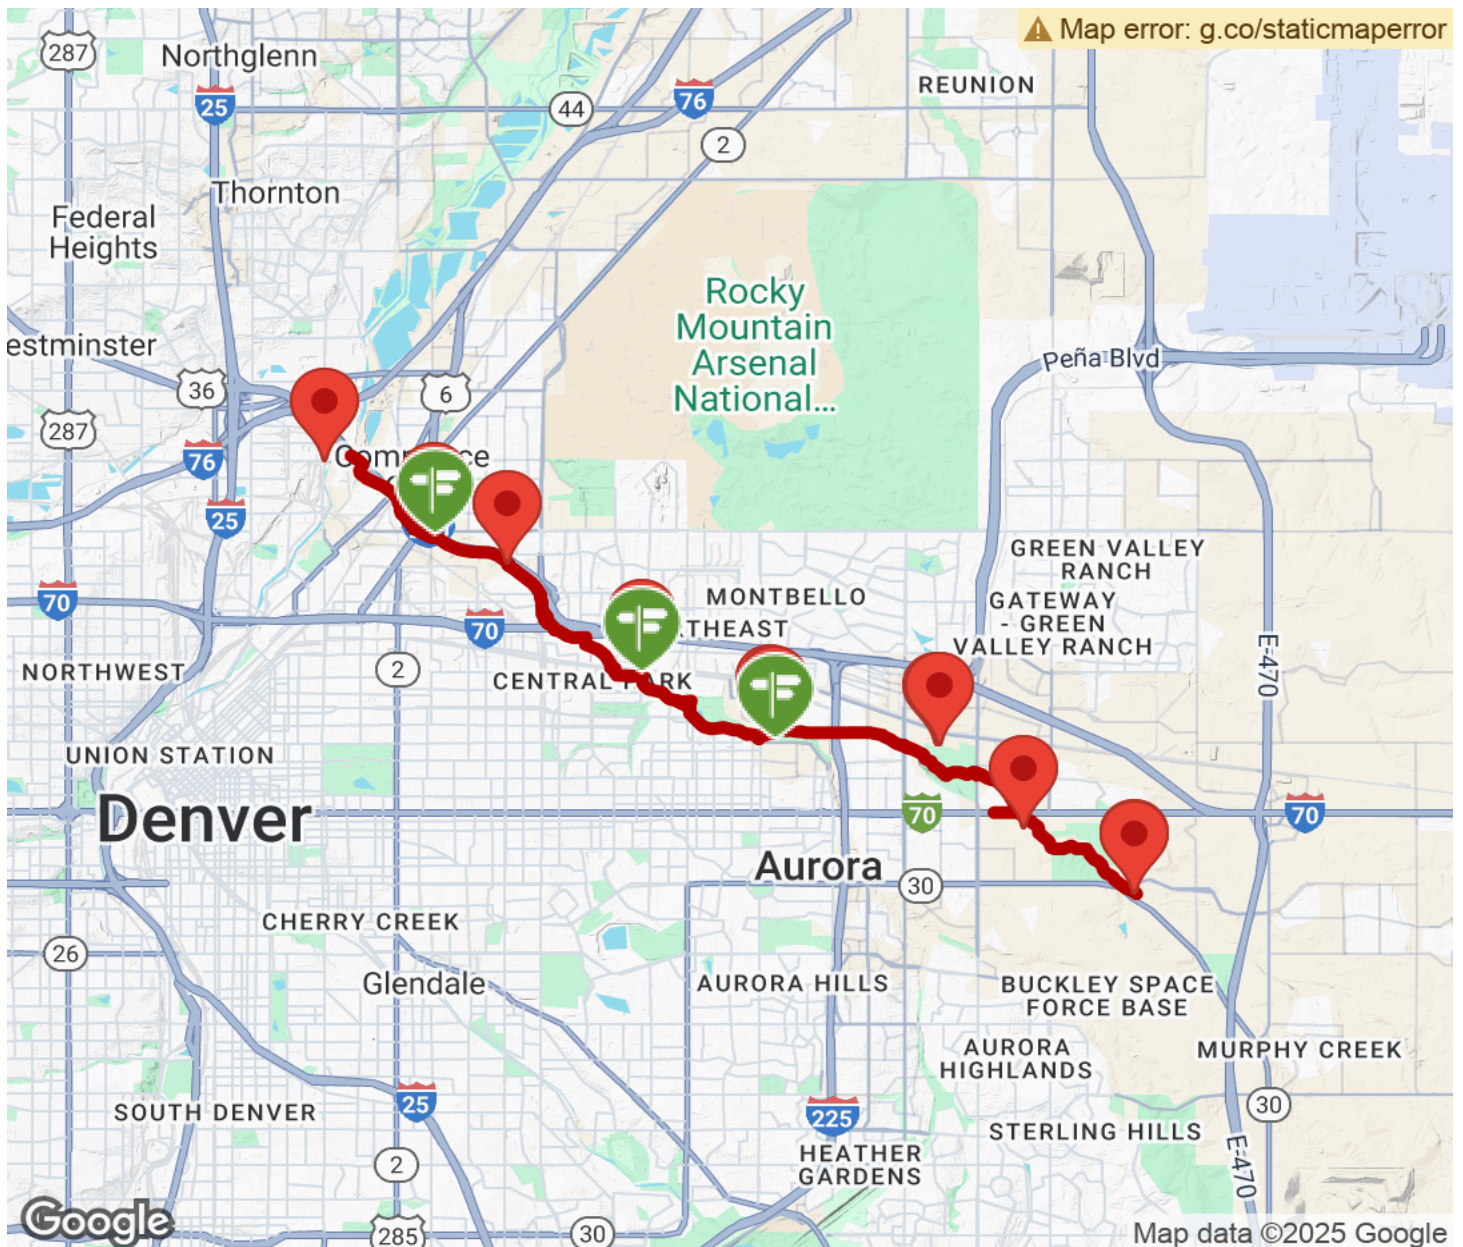 Map error: g.co/staticmaperror
287
Northglenn
25
44
76
REUNION
2
Thornton
Federal
Heights
Rocky
Mountain
Arsenal
National...
estminster
Peña Blvd
36
6
287
76
25
GREEN VALLEY
RANCH
70
MONTBELLO
GATEWAY
- GREEN
VALLEY RANCH
70
THEAST
E-470
NORTHWEST
2
CENTRAL PARK
UNION STATION
Denver
70
70
Aurora
30
CHERRY CREEK
26
Glendale
AURORA HILLS
BUCKLEY SPACE
FORCE BASE
AURORA
HIGHLANDS
MURPHY CREEK
SOUTH DENVER
25
225
30
STERLING HILLS
E-470
HEATHER
GARDENS
2
Google
285
30
Map data ©2025 Google